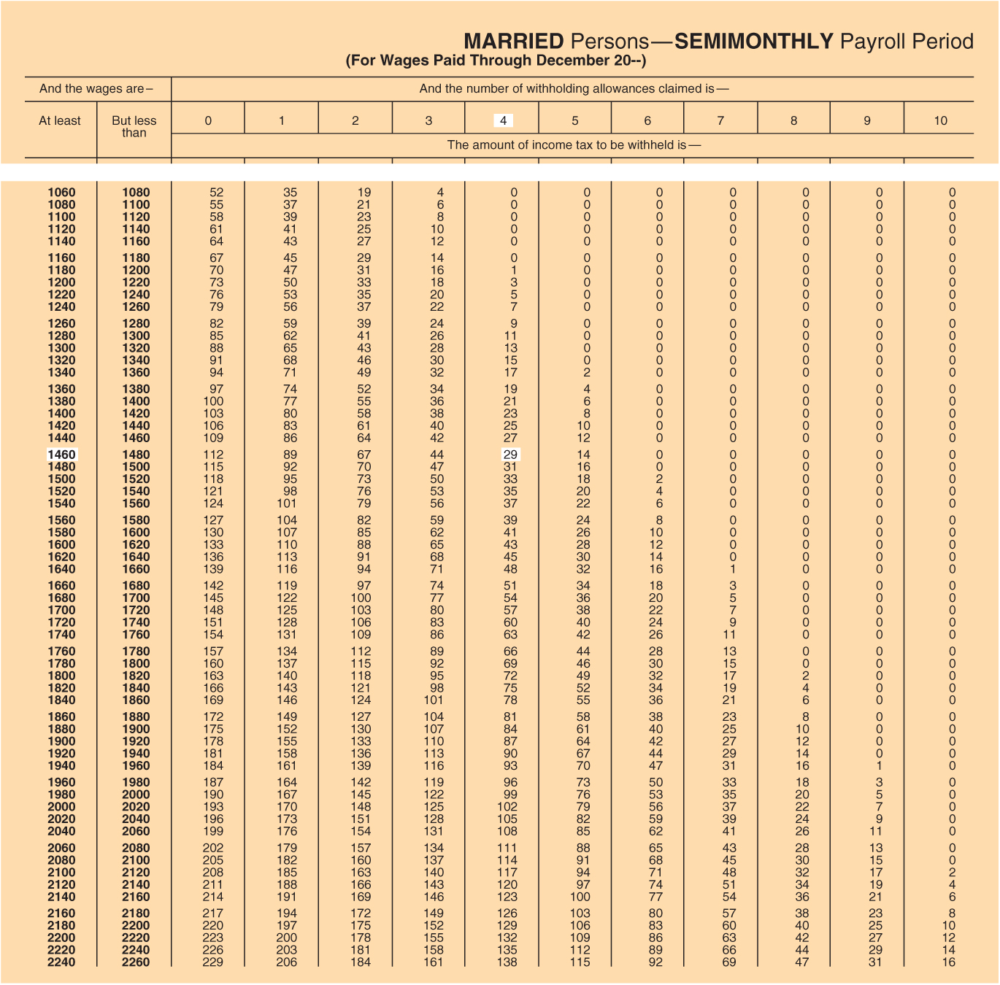 MARRIED Persons—SEMIMONTHLY Payroll Period
(For Wages Paid Through December 20--)
And the wages are– And the number of withholding allowances claimed is—
At least But less than 0 1 2 3 4 5 6 7 8 9 10
The amount of income tax to be withheld is—
1060 1080 52 35 19 4 0 0 0 0 0 0 0
1080 1100 55 37 21 6 0 0 0 0 0 0 0
1100 1120 58 39 23 8 0 0 0 0 0 0 0
1120 1140 61 41 25 10 0 0 0 0 0 0 0
1140 1160 64 43 27 12 0 0 0 0 0 0 0
1160 1180 67 45 29 14 0 0 0 0 0 0 0
1180 1200 70 47 31 16 1 0 0 0 0 0 0
1200 1220 73 50 33 18 3 0 0 0 0 0 0
1220 1240 76 53 35 20 5 0 0 0 0 0 0
1240 1260 79 56 37 22 7 0 0 0 0 0 0
1260 1280 82 59 39 24 9 0 0 0 0 0 0
1280 1300 85 62 41 26 11 0 0 0 0 0 0
1300 1320 88 65 43 28 13 0 0 0 0 0 0
1320 1340 91 68 46 30 15 0 0 0 0 0 0
1340 1360 94 71 49 32 17 2 0 0 0 0 0
1360 1380 97 74 52 34 19 4 0 0 0 0 0
1380 1400 100 77 55 36 21 6 0 0 0 0 0
1400 1420 103 80 58 38 23 8 0 0 0 0 0
1420 1440 106 83 61 40 25 10 0 0 0 0 0
1440 1460 109 86 64 42 27 12 0 0 0 0 0
1460 1480 112 89 67 44 29 14 0 0 0 0 0
1480 1500 115 92 70 47 31 16 0 0 0 0 0
1500 1520 118 95 73 50 33 18 2 0 0 0 0
1520 1540 121 98 76 53 35 20 4 0 0 0 0
1540 1560 124 101 79 56 37 22 6 0 0 0 0
1560 1580 127 104 82 59 39 24 8 0 0 0 0
1580 1600 130 107 85 62 41 26 10 0 0 0 0
1600 1620 133 110 88 65 43 28 12 0 0 0 0
1620 1640 136 113 91 68 45 30 14 0 0 0 0
1640 1660 139 116 94 71 48 32 16 1 0 0 0
1660 1680 142 119 97 74 51 34 18 3 0 0 0
1680 1700 145 122 100 77 54 36 20 5 0 0 0
1700 1720 148 125 103 80 57 38 22 7 0 0 0
1720 1740 151 128 106 83 60 40 24 9 0 0 0
1740 1760 154 131 109 86 63 42 26 11 0 0 0
1760 1780 157 134 112 89 66 44 28 13 0 0 0
1780 1800 160 137 115 92 69 46 30 15 0 0 0
1800 1820 163 140 118 95 72 49 32 17 2 0 0
1820 1840 166 143 121 98 75 52 34 19 4 0 0
1840 1860 169 146 124 101 78 55 36 21 6 0 0
1860 1880 172 149 127 104 81 58 38 23 8 0 0
1880 1900 175 152 130 107 84 61 40 25 10 0 0
1900 1920 178 155 133 110 87 64 42 27 12 0 0
1920 1940 181 158 136 113 90 67 44 29 14 0 0
1940 1960 184 161 139 116 93 70 47 31 16 1 0
1960 1980 187 164 142 119 96 73 50 33 18 3 0
1980 2000 190 167 145 122 99 76 53 35 20 5 0
2000 2020 193 170 148 125 102 79 56 37 22 7 0
2020 2040 196 173 151 128 105 82 59 39 24 9 0
2040 2060 199 176 154 131 108 85 62 41 26 11 0
2060 2080 202 179 157 134 111 88 65 43 28 13 0
2080 2100 205 182 160 137 114 91 68 45 30 15 0
2100 2120 208 185 163 140 117 94 71 48 32 17 2
2120 2140 211 188 166 143 120 97 74 51 34 19 4
2140 2160 214 191 169 146 123 100 77 54 36 21 6
2160 2180 217 194 172 149 126 103 80 57 38 23 8
2180 2200 220 197 175 152 129 106 83 60 40 25 10
2200 2220 223 200 178 155 132 109 86 63 42 27 12
2220 2240 226 203 181 158 135 112 89 66 44 29 14
2240 2260 229 206 184 161 138 115 92 69 47 31 16